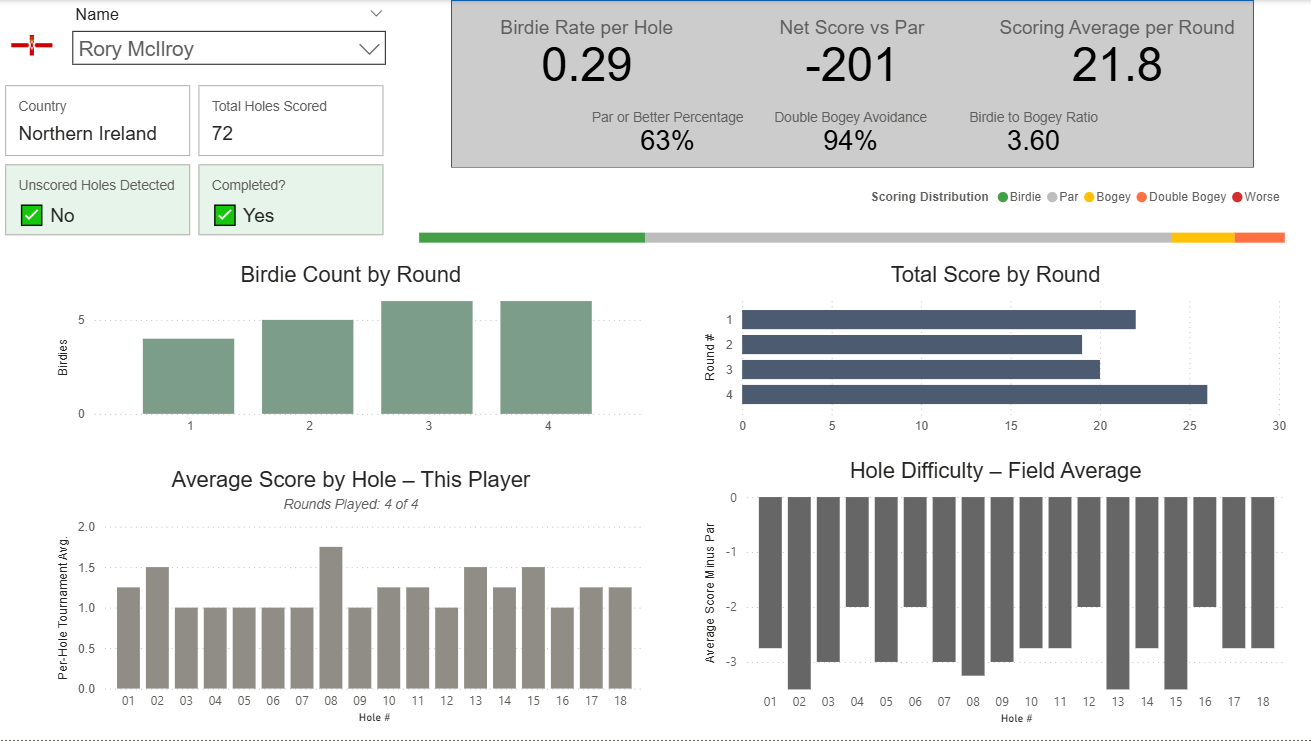 Name
Rory McIlroy
Country
Northern Ireland
Total Holes Scored
72
Unscored Holes Detected
No
Completed?
Yes
Birdie Rate per Hole
0.29
Net Score vs Par
-201
Scoring Average per Round
21.8
Par or Better Percentage
63%
Double Bogey Avoidance
94%
Birdie to Bogey Ratio
3.60
Scoring Distribution Birdie Par Bogey Double Bogey Worse
Birdie Count by Round
Birdies
5
0
1 2 3 4
Total Score by Round
Round #
1
2
3
4
0 5 10 15 20 25 30
Average Score by Hole – This Player
Rounds Played: 4 of 4
Per-Hole Tournament Avg.
2.0
1.5
1.0
0.5
0.0
01 02 03 04 05 06 07 08 09 10 11 12 13 14 15 16 17 18
Hole #
Hole Difficulty – Field Average
Average Score Minus Par
0
-1
-2
-3
01 02 03 04 05 06 07 08 09 10 11 12 13 14 15 16 17 18
Hole #